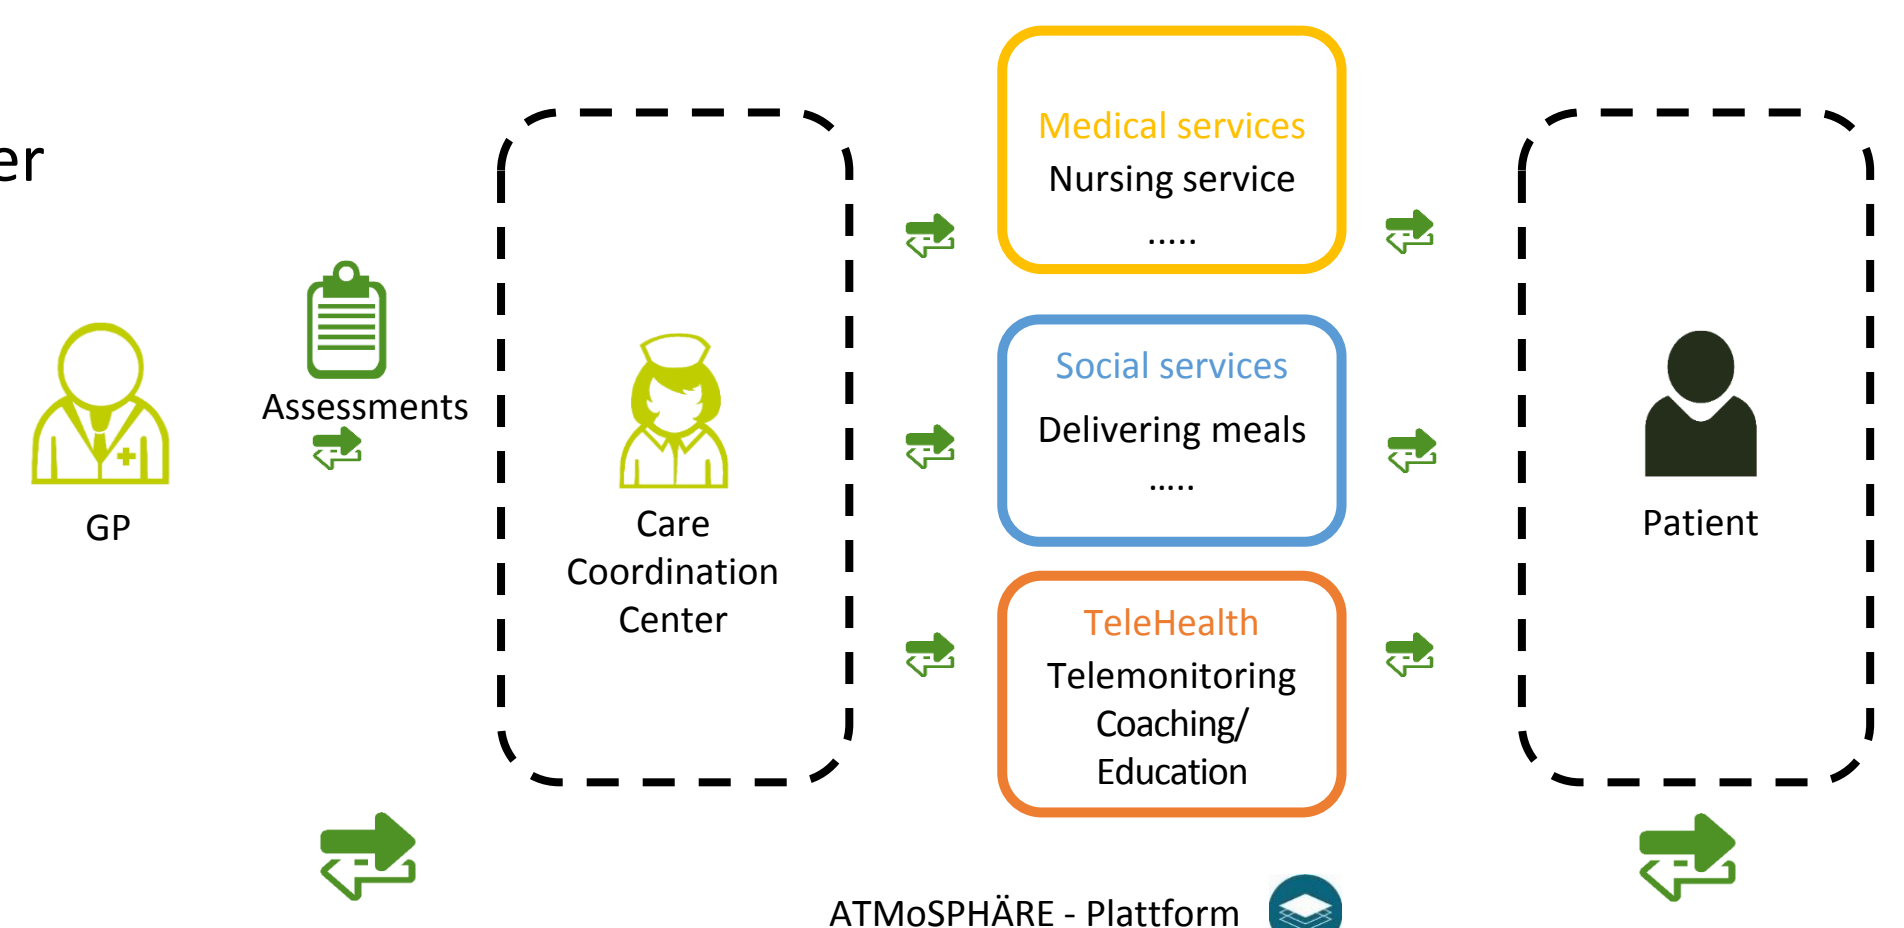 er
GP
Assessments
Care
Coordination
Center
Medical services
Nursing service
.....
Social services
Delivering meals
.....
TeleHealth
Telemonitoring
Coaching/
Education
Patient
ATMoSPHÄRE - Plattform